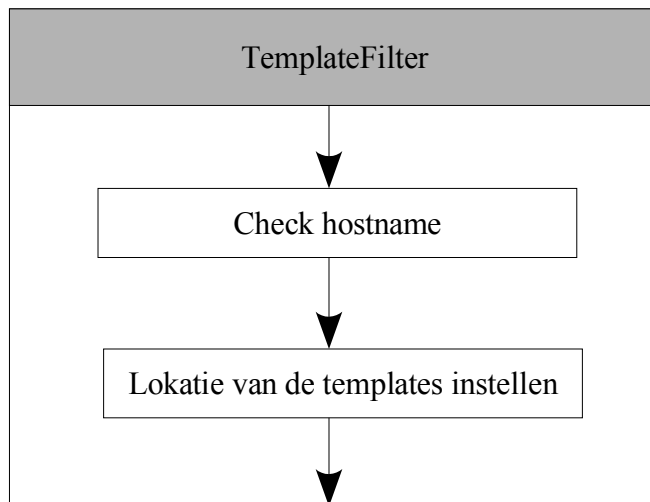 TemplateFilter
Check hostname
Lokatie van de templates instellen